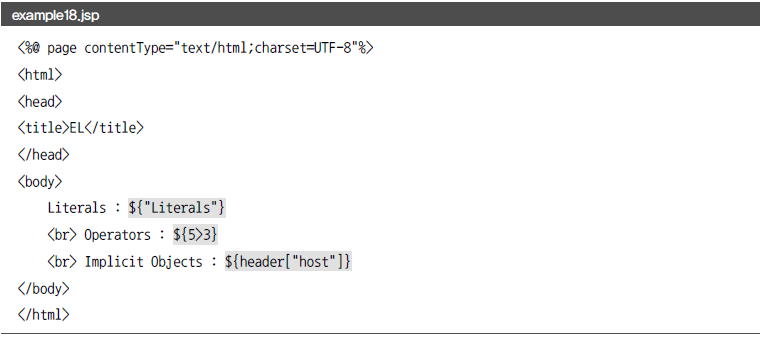 example18.jsp
<%@ page contentType="text/html;charset=UTF-8"%>
<html>
<head>
<title>EL</title>
</head>
<body>
Literals : ${"Literals"}
<br> Operators : ${5>3}
<br> Implicit Objects : ${header["host"]}
</body>
</html>